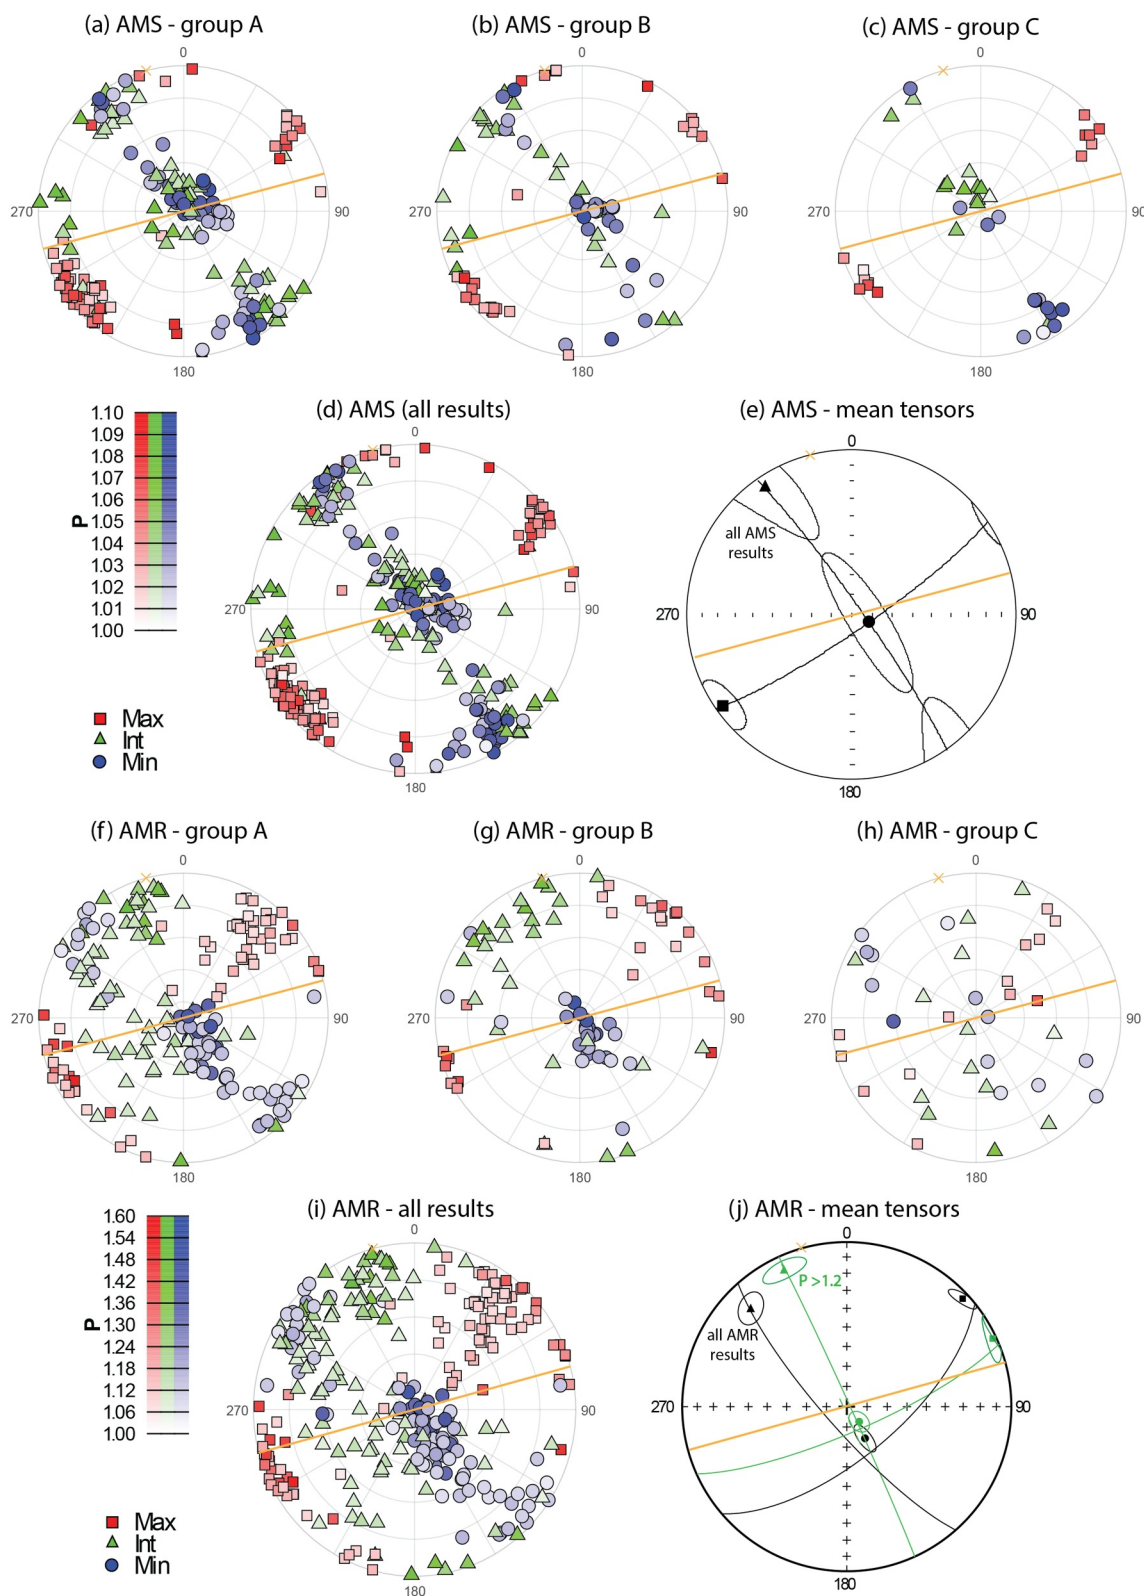 (a) AMS - group A
(b) AMS - group B
(c) AMS - group C
0
0
0
270
90
270
90
270
90
180
180
180
(d) AMS (all results)
(e) AMS - mean tensors
1.10
1.09
1.08
1.07
1.06
1.05
1.04
1.03
1.02
1.01
1.00
P
Max
Int
Min
0
270
90
180
0
all AMS
results
270
90
180
(f) AMR - group A
(g) AMR - group B
(h) AMR - group C
0
0
0
270
90
270
90
270
90
180
180
180
(i) AMR - all results
(j) AMR - mean tensors
1.60
1.54
1.48
1.42
1.36
1.30
1.24
1.18
1.12
1.06
1.00
P
Max
Int
Min
0
270
90
180
0
P >1.2
all AMR
results
270
90
180